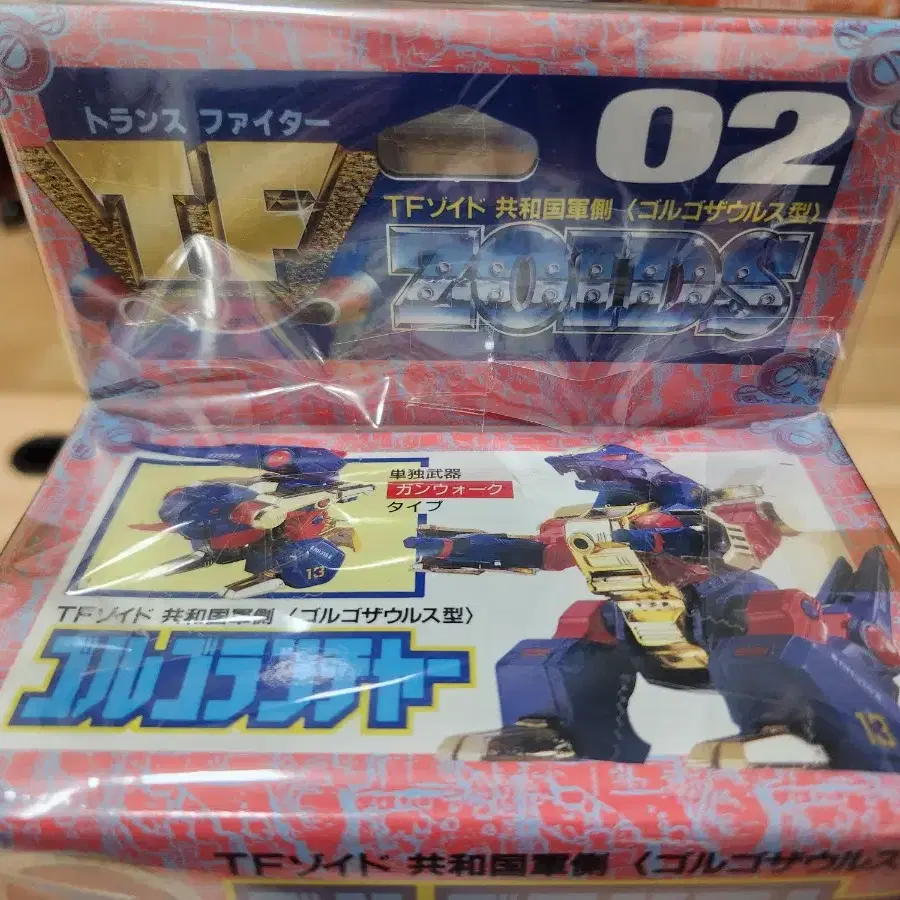 トランス ファイター
TF
02
TFゾイド 共和国軍側〈ゴルゴザウルス型〉
ZOIDS
単独武器
ガンウォーク
タイプ
13
TFゾイド 共和国軍側〈ゴルゴザウルス型〉
ゴルゴランチャー
13
TFゾイド 共和国軍側〈ゴルゴザウルス